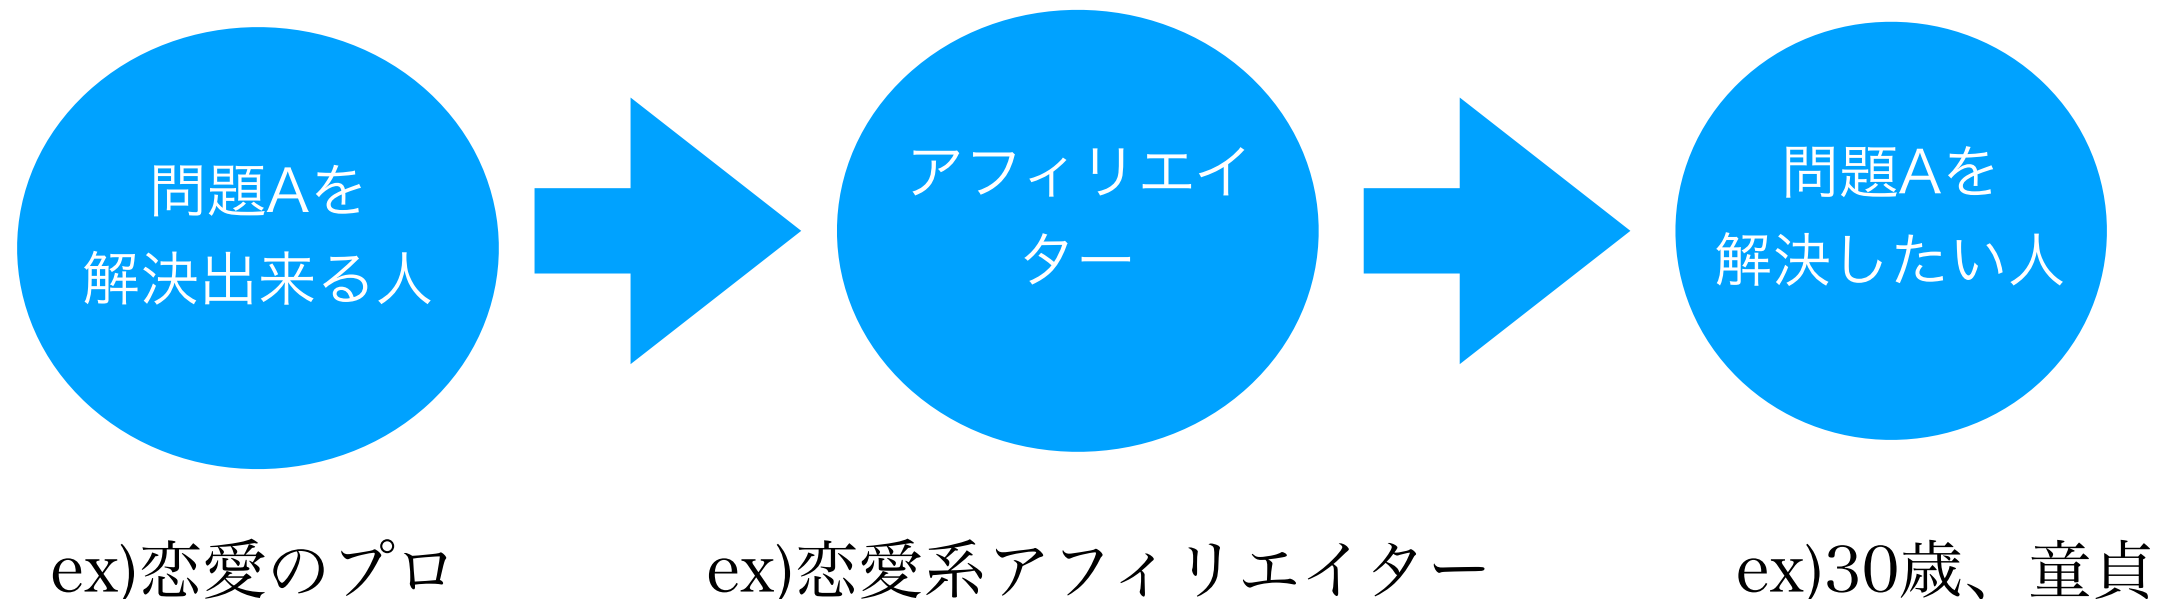 問題Aを
解決出来る人
アフィリエイ
ター
問題Aを
解決したい人
ex)恋愛のプロ
ex)恋愛系アフィリエイター
ex)30歳、童貞